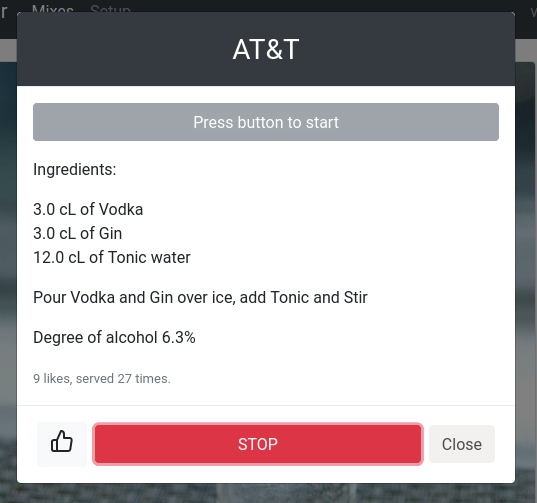 Mixes Setup
AT&T
Press button to start
Ingredients:
3.0 cL of Vodka
3.0 cL of Gin
12.0 cL of Tonic water
Pour Vodka and Gin over ice, add Tonic and Stir
Degree of alcohol 6.3%
9 likes, served 27 times.
STOP
Close